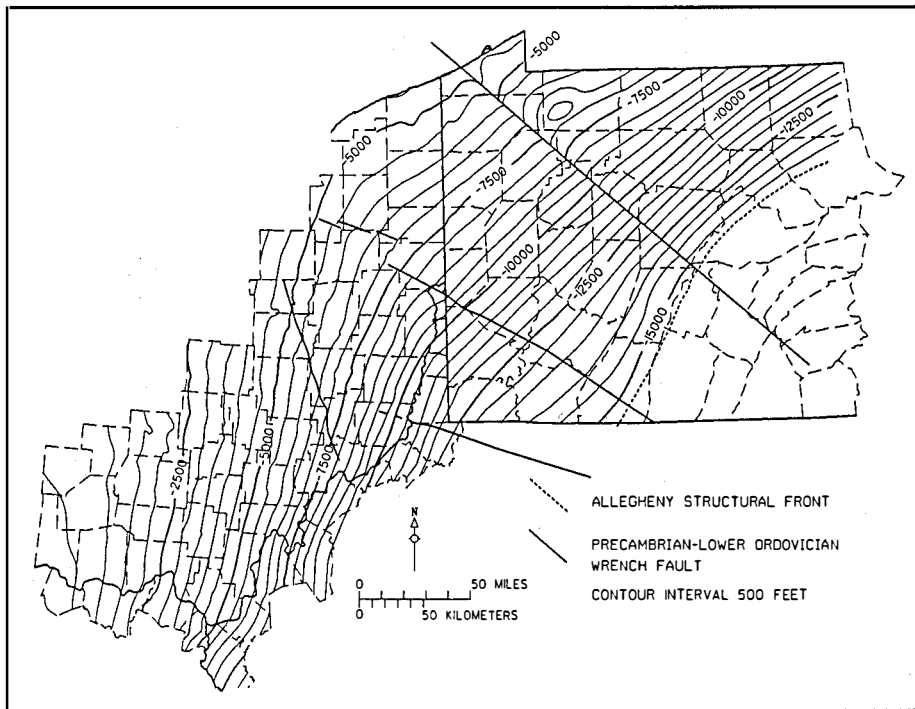 -5000
-7500
-10000
-12500
-5000
-7500
-10000
-12500
-15000
-2500
-5000
-7500
N
0 50 MILES
0 50 KILOMETERS
ALLEGHENY STRUCTURAL FRONT
PRECAMBRIAN-LOWER ORDOVICIAN
WRENCH FAULT
CONTOUR INTERVAL 500 FEET